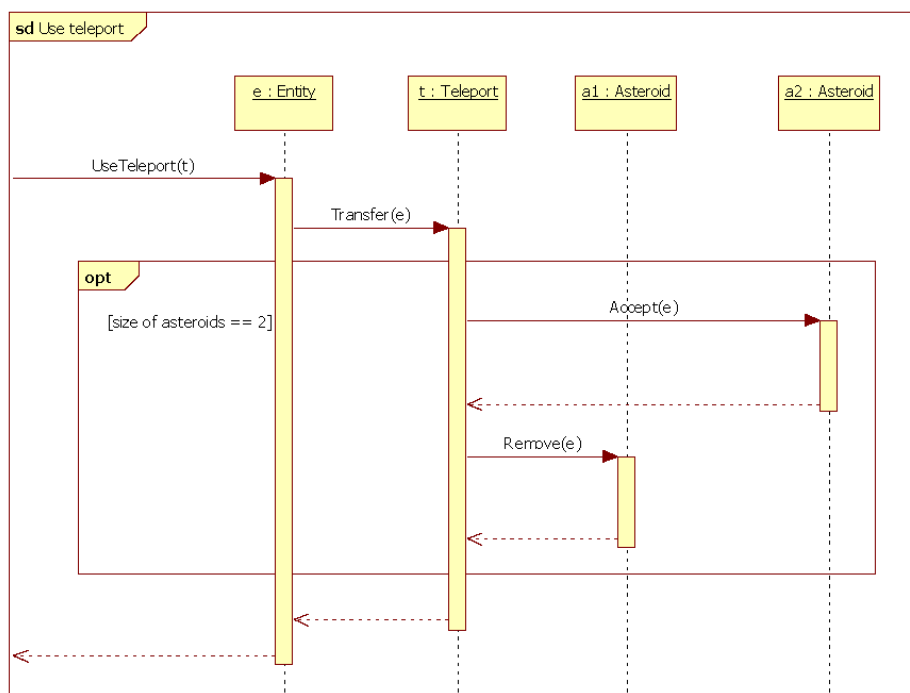 sd Use teleport
e : Entity
t : Teleport
a1 : Asteroid
a2 : Asteroid
UseTeleport(t)
Transfer(e)
opt
[size of asteroids == 2]
Accept(e)
Remove(e)